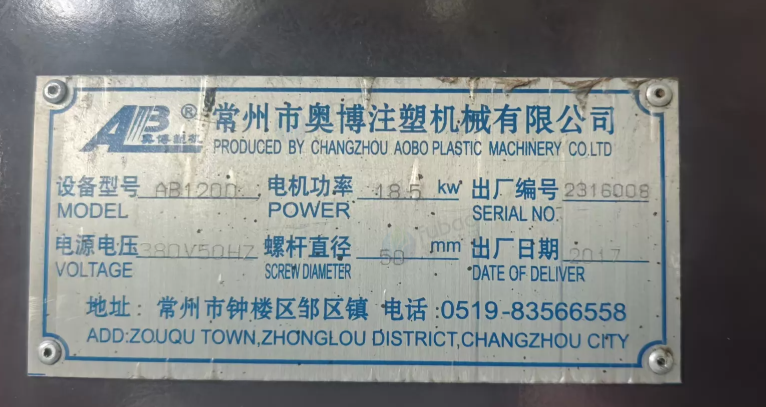 AB® 常州市奥博注塑机械有限公司
奥博注塑
PRODUCED BY CHANGZHOU AOBO PLASTIC MACHINERY CO.LTD
设备型号 AB1200 电机功率 18.5 kw 出厂编号 2316008
MODEL POWER SERIAL NO.
电源电压 380V50HZ 螺杆直径 50 mm 出厂日期 2017
VOLTAGE SCREW DIAMETER DATE OF DELIVER
地址: 常州市钟楼区邹区镇 电话:0519-83566558
ADD:ZOUQU TOWN,ZHONGLOU DISTRICT,CHANGZHOU CITY